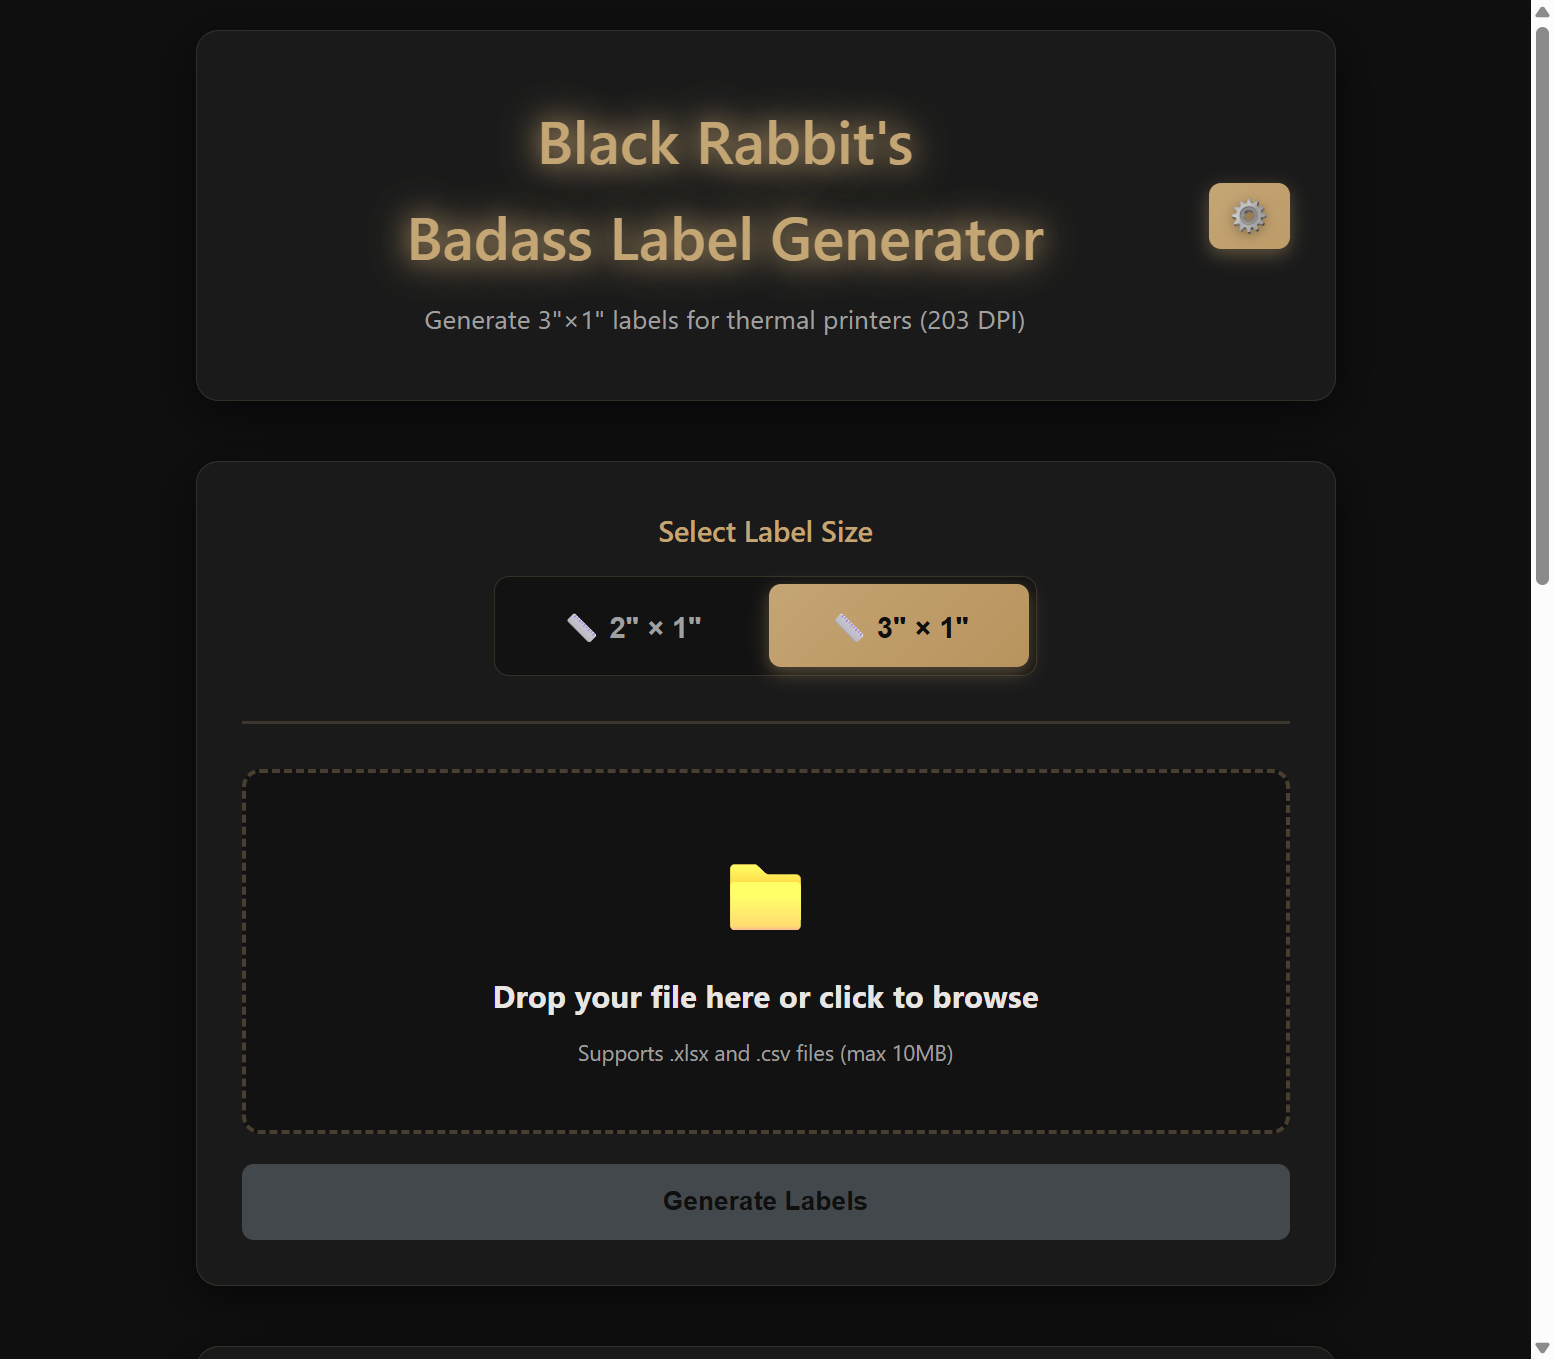 Black Rabbit's
Badass Label Generator
Generate 3"×1" labels for thermal printers (203 DPI)
Select Label Size
2" × 1"
3" × 1"
Drop your file here or click to browse
Supports .xlsx and .csv files (max 10MB)
Generate Labels